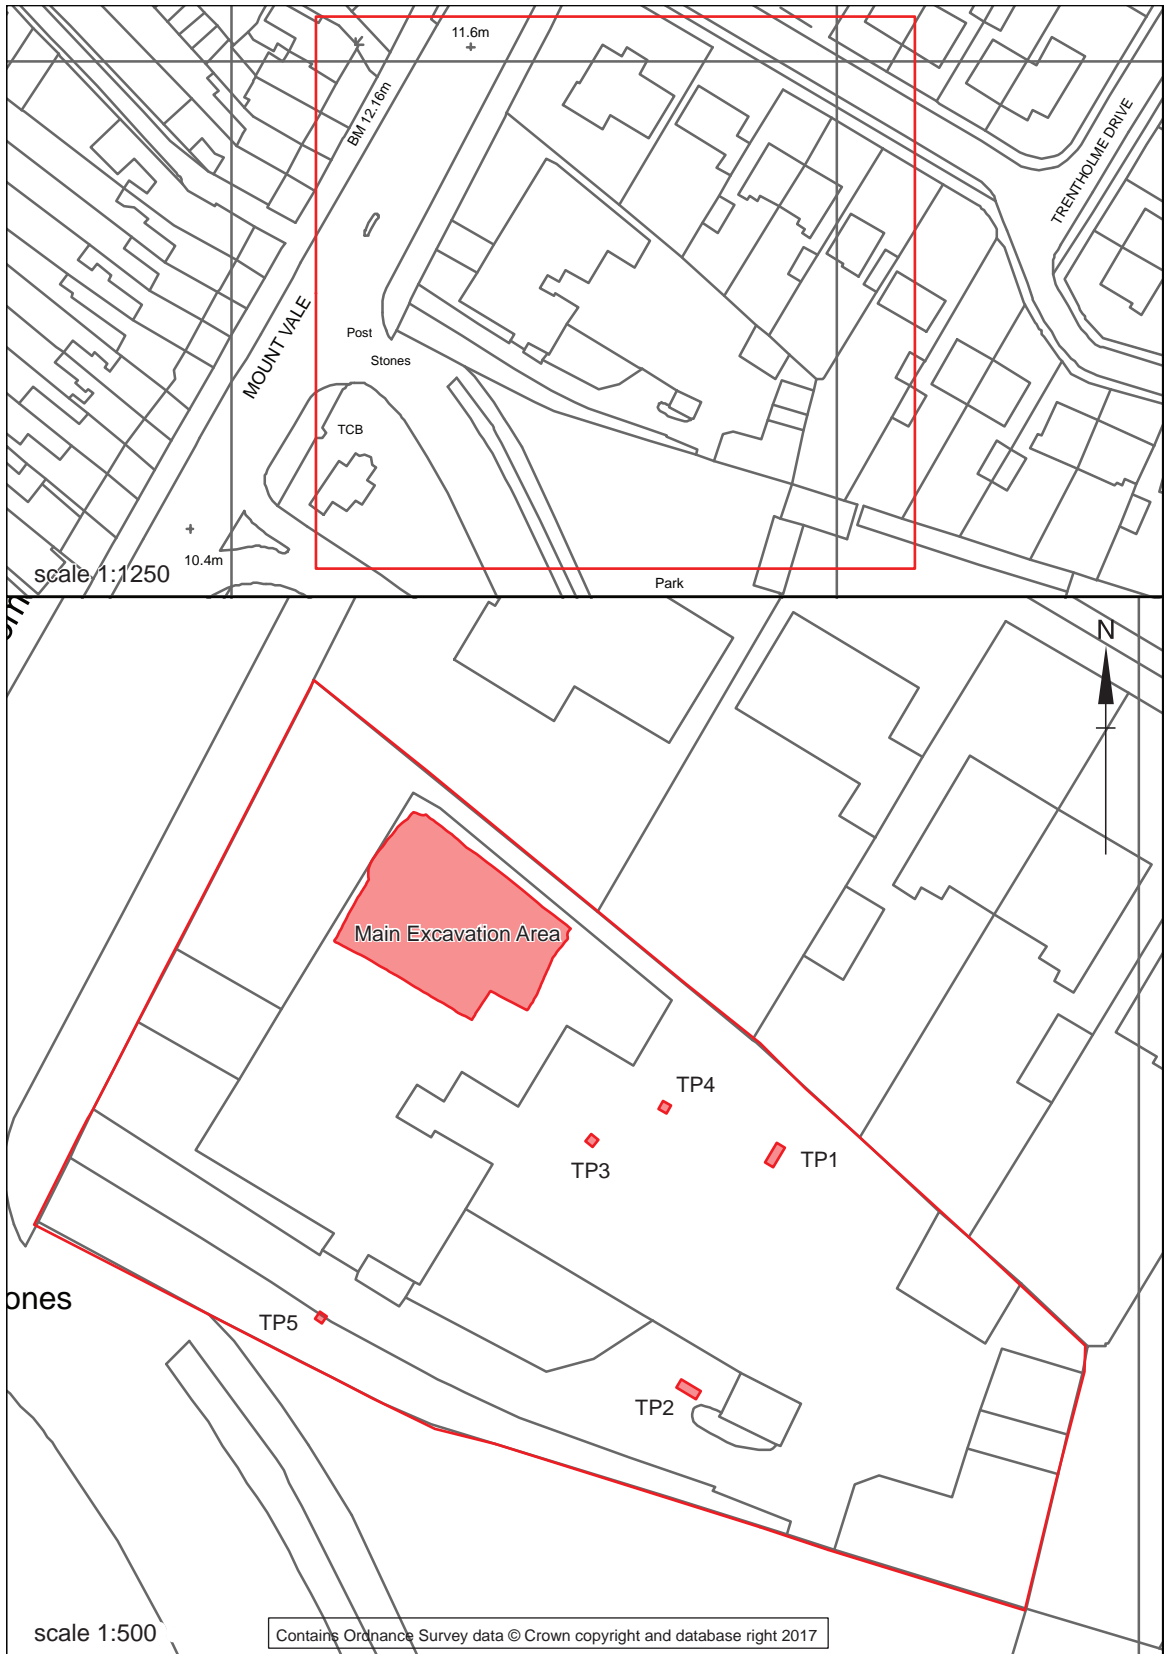 11.6m
BM 12.16m
TRENTHOLME DRIVE
MOUNT VALE
Post
Stones
TCB
10.4m
scale 1:1250
Park
N
Main Excavation Area
TP4
TP3
TP1
ones
TP5
TP2
scale 1:500
Contains Ordnance Survey data © Crown copyright and database right 2017